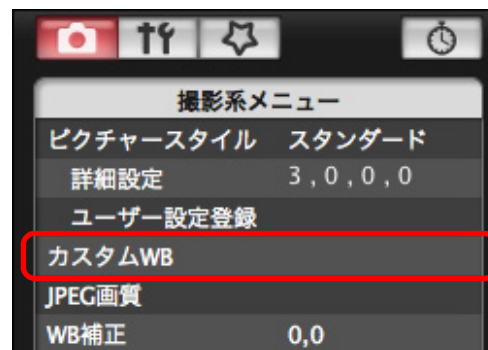 撮影系メニュー
ピクチャースタイル スタンダード
詳細設定 3,0,0,0
ユーザー設定登録
カスタムWB
JPEG画質
WB補正 0,0